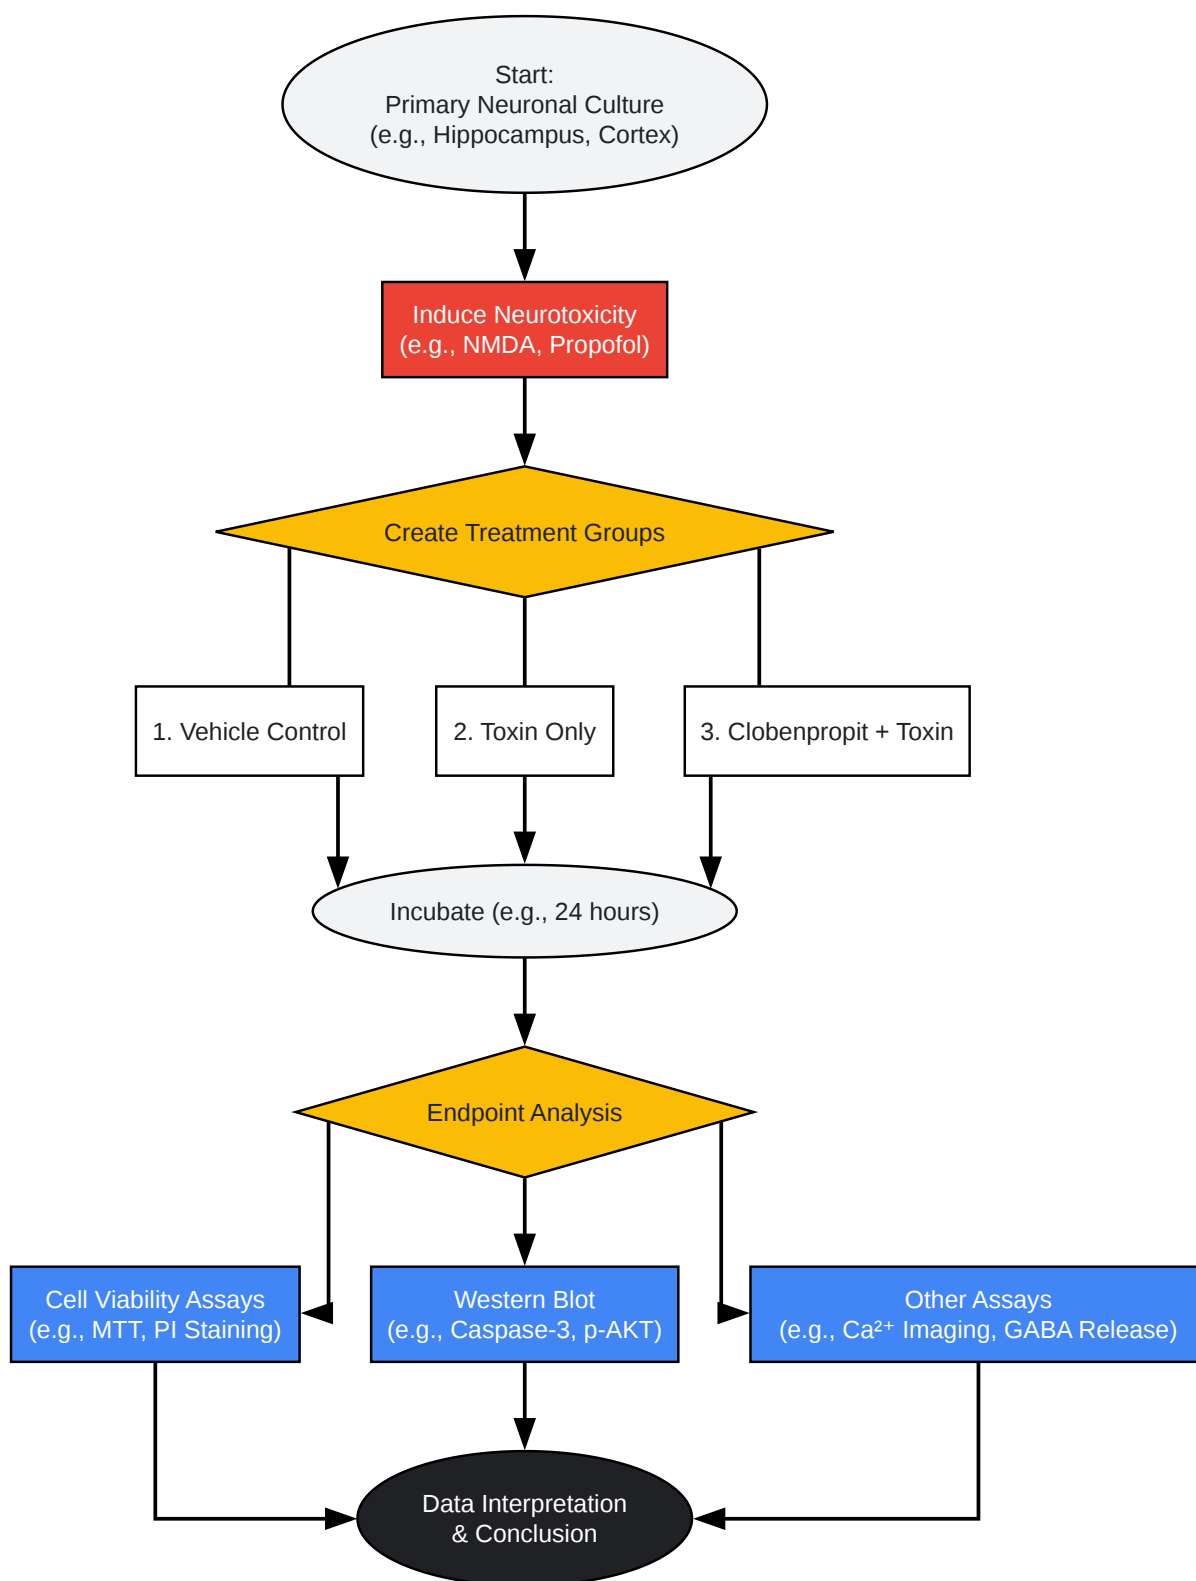 Start:
Primary Neuronal Culture
(e.g., Hippocampus, Cortex)
Induce Neurotoxicity
(e.g., NMDA, Propofol)
Create Treatment Groups
1. Vehicle Control
2. Toxin Only
3. Clobenpropit + Toxin
Incubate (e.g., 24 hours)
Endpoint Analysis
Cell Viability Assays
(e.g., MTT, PI Staining)
Western Blot
(e.g., Caspase-3, p-AKT)
Other Assays
(e.g., Ca²⁺ Imaging, GABA Release)
Data Interpretation
& Conclusion